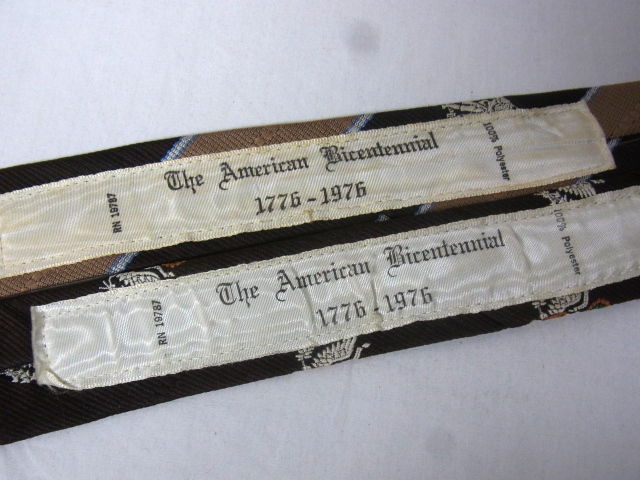 The American Bicentennial
1776-1976
RN 19787
100% Polyester
The American Bicentennial
1776-1976
RN 19787
100% Polyester